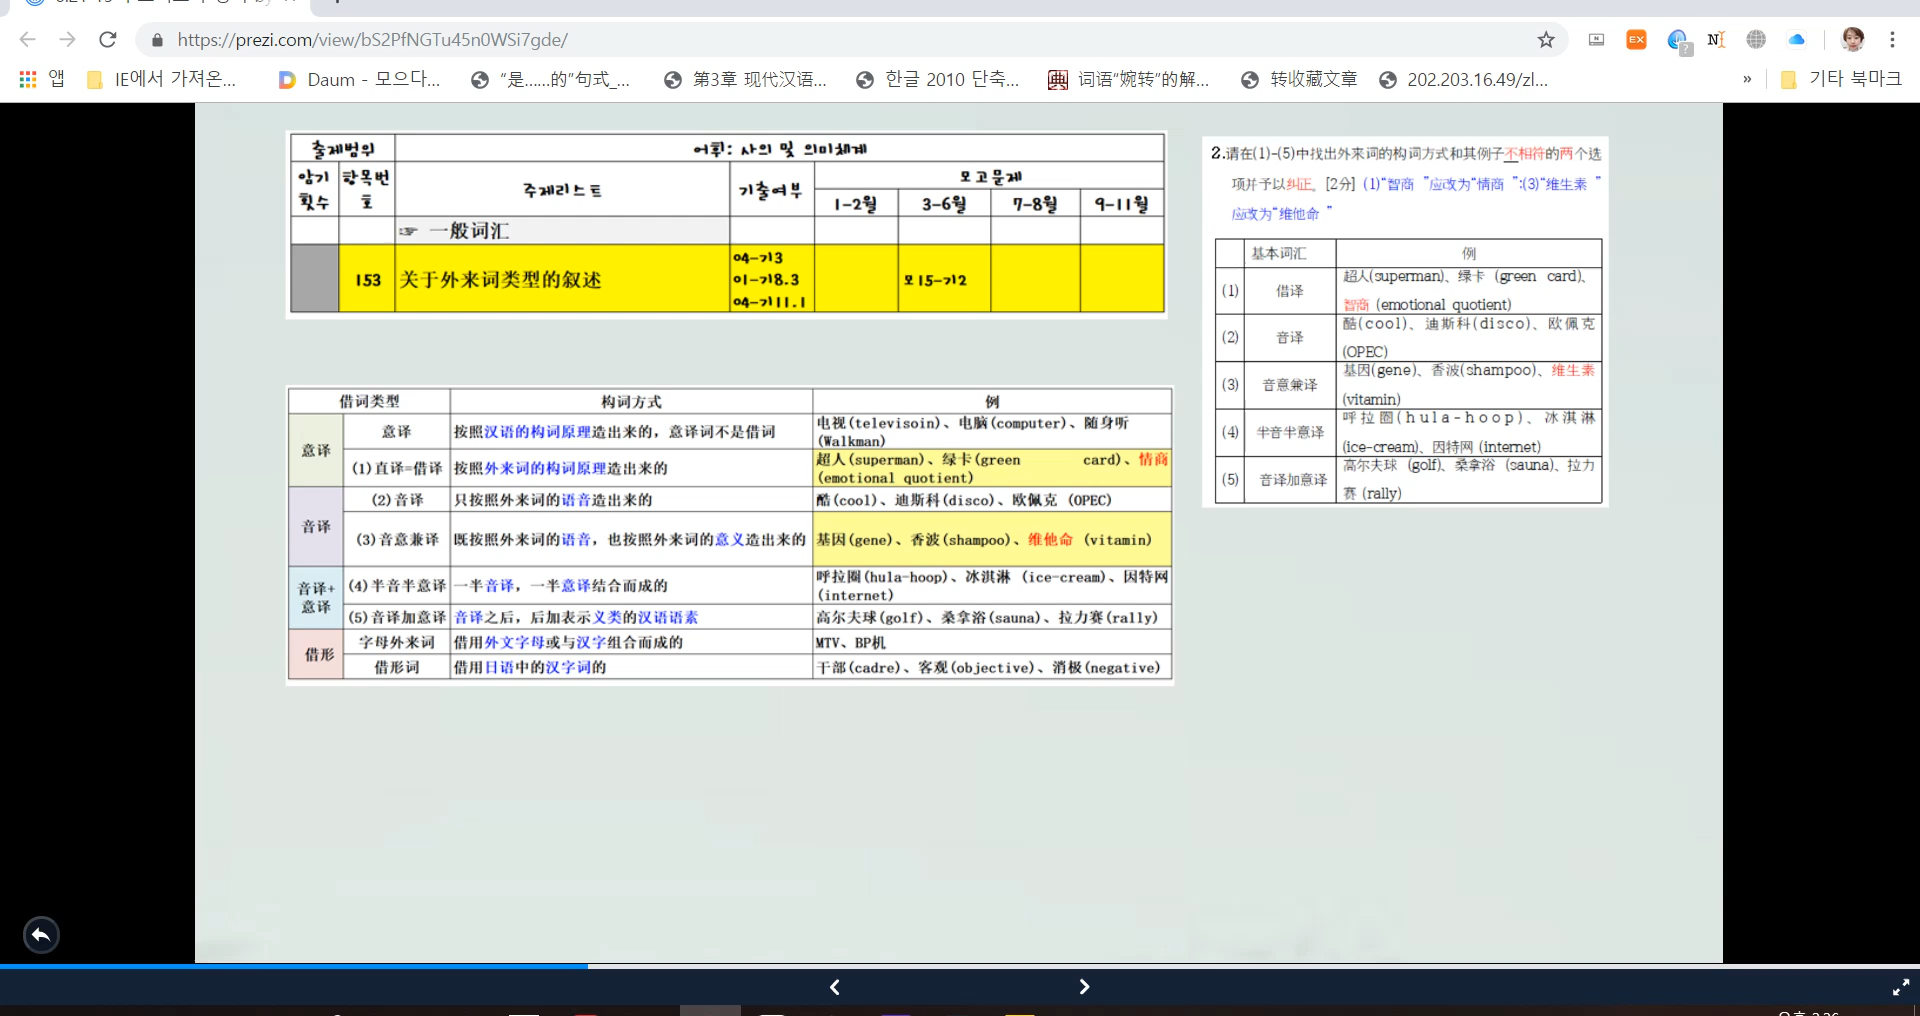 https://prezi.com/view/bS2PfNGTu45n0WSi7gde/
앱
IE에서 가져온...
Daum - 모으다...
“是......的”句式_...
第3章 现代汉语...
한글 2010 단축...
词语“婉转”的解...
转收藏文章
202.203.16.49/zl...
»
기타 북마크
출제범위
어휘: 사의 및 의미체계
암기횟수
항목번호
주제리스트
기출여부
모고문제
1-2월
3-6월
7-8월
9-11월
☞ 一般词汇
153
关于外来词类型的叙述
04-기3
01-기8.3
04-기11.1
모15-기2
借词类型
构词方式
例
意译
意译
按照汉语的构词原理造出来的，意译词不是借词
电视(televisoin)、电脑(computer)、随身听
(Walkman)
(1)直译=借译
按照外来词的构词原理造出来的
超人(superman)、绿卡(green card)、情商
(emotional quotient)
音译
(2)音译
只按照外来词的语音造出来的
酷(cool)、迪斯科(disco)、欧佩克 (OPEC)
(3)音意兼译
既按照外来词的语音，也按照外来词的意义造出来的
基因(gene)、香波(shampoo)、维他命 (vitamin)
音译+
意译
(4)半音半意译
一半音译，一半意译结合而成的
呼拉圈(hula-hoop)、冰淇淋 (ice-cream)、因特网
(internet)
(5)音译加意译
音译之后，后加表示义类的汉语语素
高尔夫球(golf)、桑拿浴(sauna)、拉力赛(rally)
借形
字母外来词
借用外文字母或与汉字组合而成的
MTV、BP机
借形词
借用日语中的汉字词的
干部(cadre)、客观(objective)、消极(negative)
2.请在(1)-(5)中找出外来词的构词方式和其例子不相符的两个选
项并予以纠正。[2分] (1)“智商 ”应改为“情商 ”:(3)“维生素 ”
应改为“维他命 ”
基本词汇
例
(1)
借译
超人(superman)、绿卡 (green card)、
智商 (emotional quotient)
(2)
音译
酷(cool)、迪斯科(disco)、欧佩克
(OPEC)
(3)
音意兼译
基因(gene)、香波(shampoo)、维生素
(vitamin)
(4)
半音半意译
呼拉圈(hula-hoop)、冰淇淋
(ice-cream)、因特网 (internet)
(5)
音译加意译
高尔夫球 (golf)、桑拿浴 (sauna)、拉力
赛 (rally)